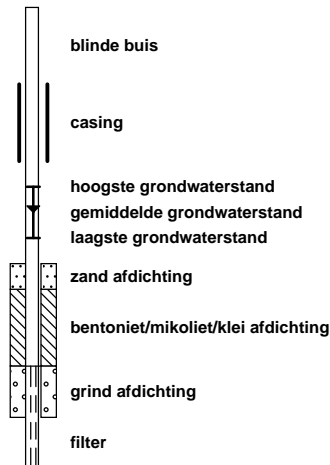 blinde buis
casing
hoogste grondwaterstand
gemiddelde grondwaterstand
laagste grondwaterstand
zand afdichting
bentoniet/mikoliet/klei afdichting
grind afdichting
filter